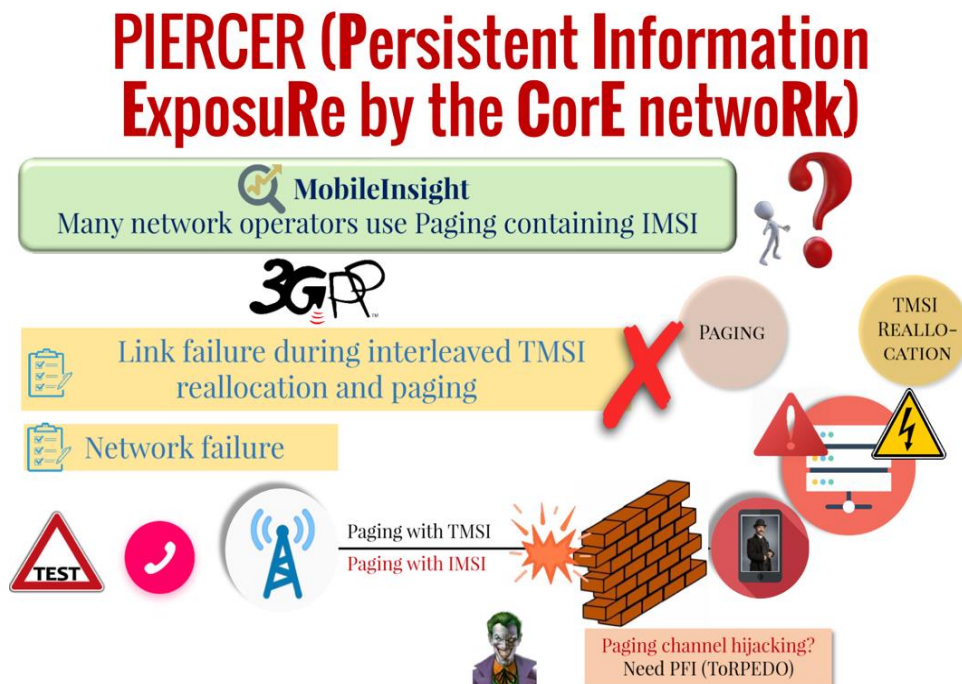 PIERCER (Persistent Information
ExposuRe by the CorE netwoRk)
MobileInsight
Many network operators use Paging containing IMSI
3GPP
TM
PAGING
TMSI
REALLO-
CATION
Link failure during interleaved TMSI
reallocation and paging
Network failure
TEST
Paging with TMSI
Paging with IMSI
Paging channel hijacking?
Need PFI (ToRPEDO)